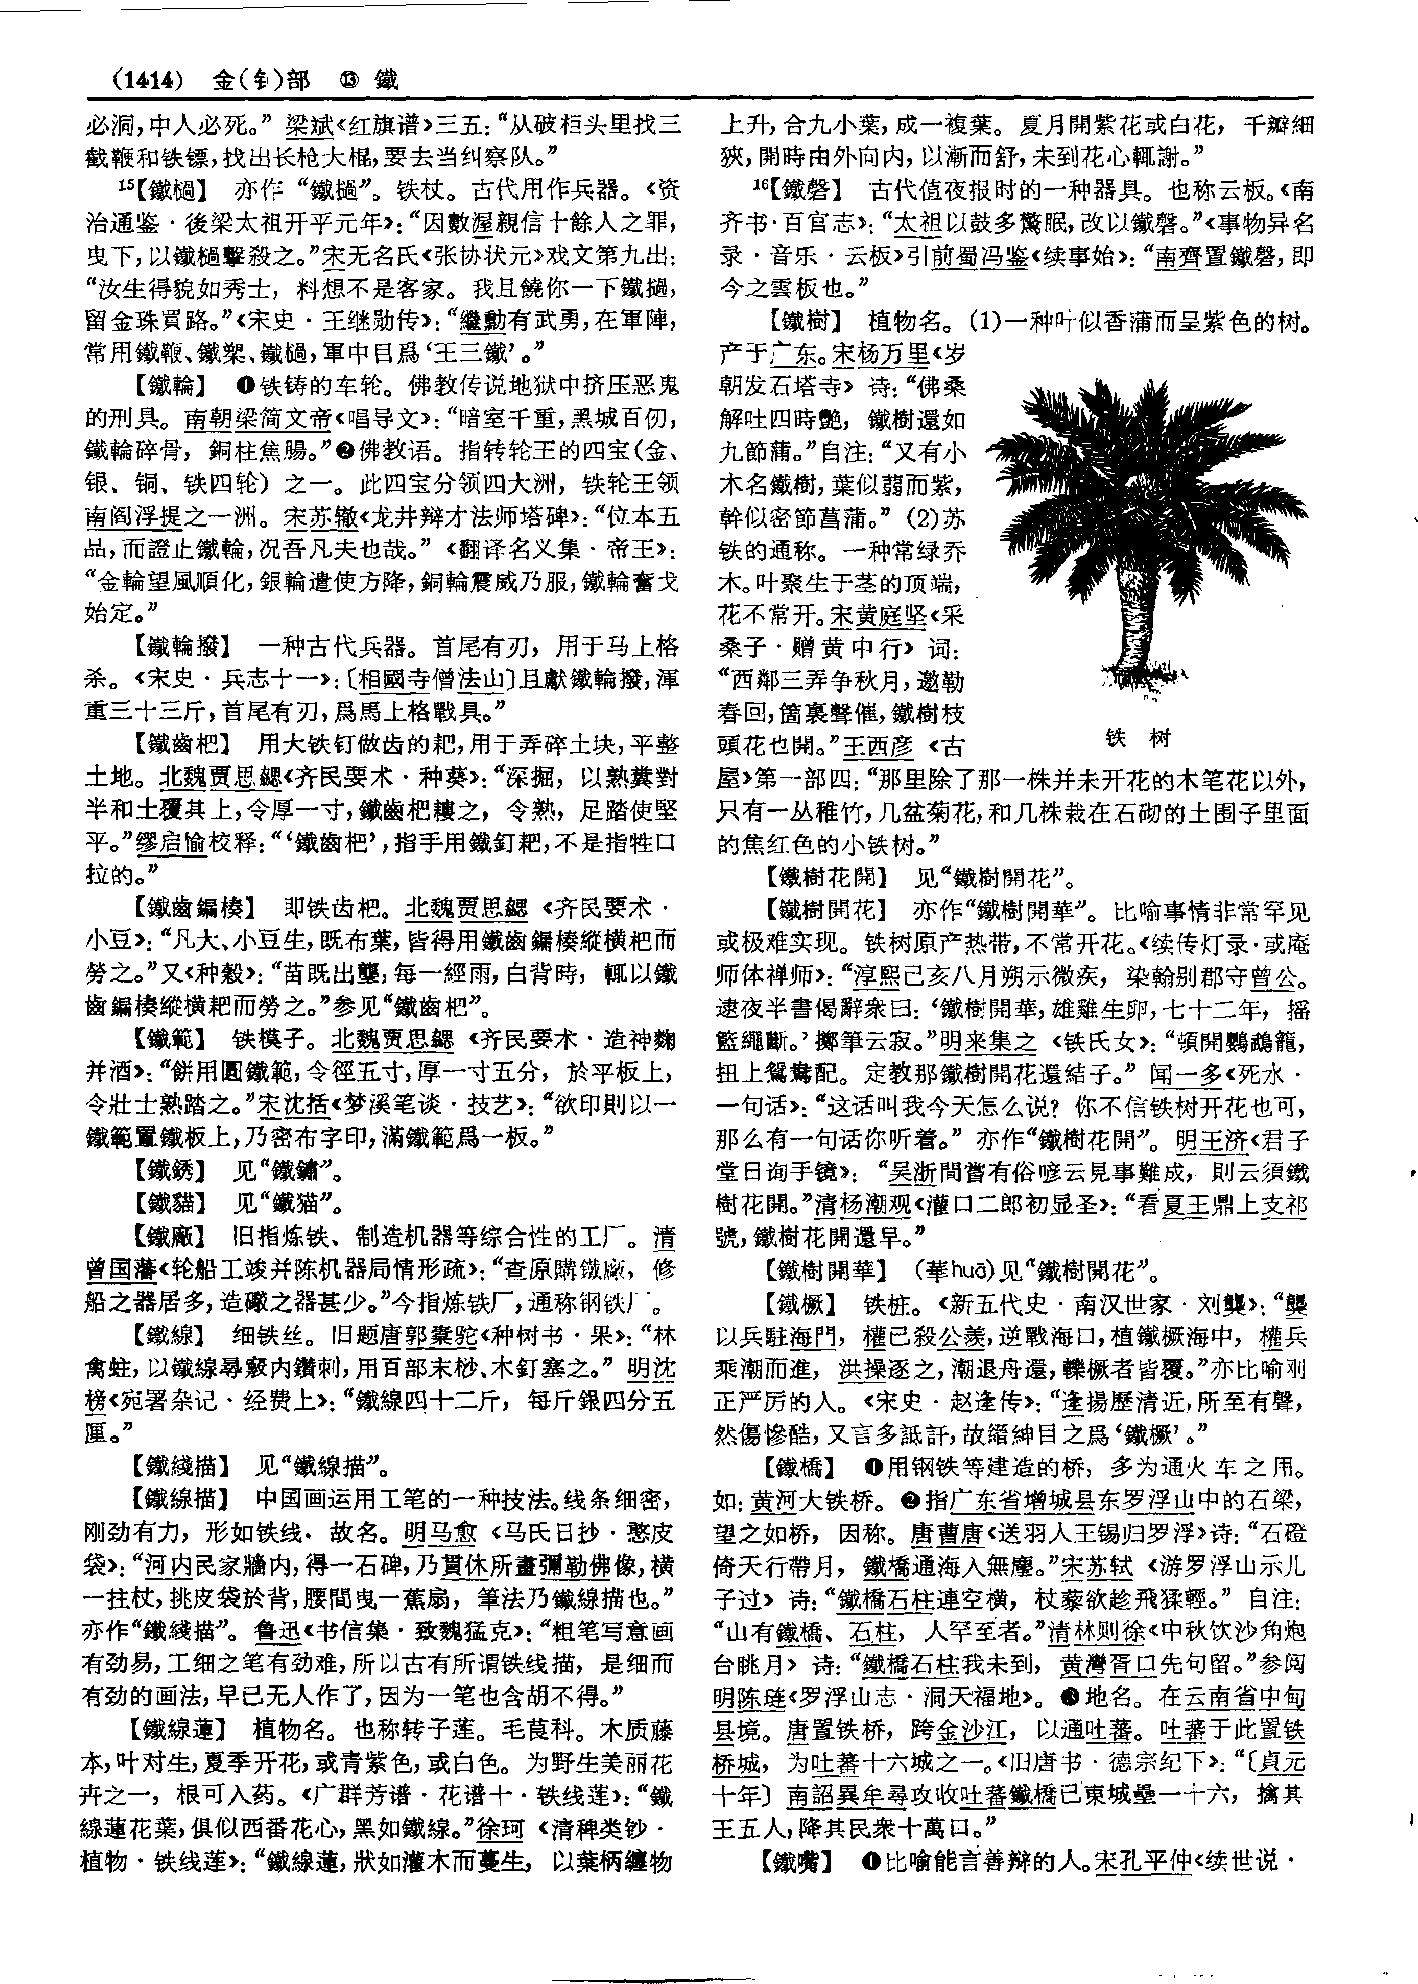 (1414) 金(钅)部 ⑬ 鐵
必洞,中人必死。”梁斌《红旗谱》三五:“从破柜头里找三
截鞭和铁镖,找出长枪大棍,要去当纠察队。”
15【鐵檛】 亦作“鐵撾”。铁杖。古代用作兵器。《资
治通鉴·後梁太祖开平元年》:“因數渥親信十餘人之罪,
曳下,以鐵檛擊殺之。”宋无名氏《张协状元》戏文第九出:
“汝生得貌如秀士, 料想不是客家。我且饒你一下鐵撾,
留金珠買路。”《宋史·王继勋传》:“繼勳有武勇,在軍陣,
常用鐵鞭、鐵槊、鐵檛,軍中目爲‘王三鐵’。”
【鐵輪】 ❶铁铸的车轮。佛教传说地狱中挤压恶鬼
的刑具。南朝梁简文帝《唱导文》:“暗室千重,黑城百仞,
鐵輪碎骨, 銅柱焦腸。”❷佛教语。指转轮王的四宝(金、
银、铜、铁四轮) 之一。此四宝分领四大洲, 铁轮王领
南阎浮提之一洲。宋苏辙《龙井辩才法师塔碑》:“位本五
品,而證止鐵輪,况吾凡夫也哉。”《翻译名义集·帝王》:
“金輪望風順化,銀輪遣使方降,銅輪震威乃服,鐵輪奮戈
始定。”
【鐵輪撥】 一种古代兵器。首尾有刃, 用于马上格
杀。《宋史·兵志十一》:〔相國寺僧法山〕且獻鐵輪撥,渾
重三十三斤,首尾有刃,爲馬上格戰具。”
【鐵齒杷】 用大铁钉做齿的耙,用于弄碎土块,平整
土地。北魏贾思勰《齐民要术·种葵》:“深掘, 以熟糞對
半和土覆其上,令厚一寸,鐵齒杷耬之, 令熟, 足踏使堅
平。”缪启愉校释:“‘鐵齒杷’,指手用鐵釘耙,不是指牲口
拉的。”
【鐵齒𨫒楱】 即铁齿杷。北魏贾思勰《齐民要术·
小豆》:“凡大、小豆生,既布葉,皆得用鐵齒𨫒楱縱横杷而
勞之。”又《种穀》:“苗既出壟,每一經雨,白背時, 輒以鐵
齒𨫒楱縱横耙而勞之。”参见“鐵齒杷”。
【鐵範】 铁模子。北魏贾思勰《齐民要术·造神麴
并酒》:“餅用圓鐵範,令徑五寸,厚一寸五分, 於平板上,
令壯士熟踏之。”宋沈括《梦溪笔谈·技艺》:“欲印則以一
鐵範置鐵板上,乃密布字印,滿鐵範爲一板。”
【鐵銹】 见“鐵鏽”。
【鐵貓】 见“鐵猫”。
【鐵廠】 旧指炼铁、制造机器等综合性的工厂。清
曾国藩《轮船工竣并陈机器局情形疏》:“查原購鐵廠, 修
船之器居多,造礮之器甚少。”今指炼铁厂,通称钢铁厂。
【鐵線】 细铁丝。旧题唐郭橐驼《种树书·果》:“林
禽蛀,以鐵線尋竅内鑽刺,用百部末杪、木釘塞之。”明沈
榜《宛署杂记·经费上》:“鐵線四十二斤, 每斤銀四分五
厘。”
【鐵綫描】 见“鐵線描”。
【鐵線描】 中国画运用工笔的一种技法。线条细密,
刚劲有力, 形如铁线, 故名。明马愈《马氏日抄·憨皮
袋》:“河内民家牆内,得一石碑,乃貫休所畫彌勒佛像,横
一拄杖,挑皮袋於背,腰間曳一蕉扇, 筆法乃鐵線描也。”
亦作“鐵綫描”。鲁迅《书信集·致魏猛克》:“粗笔写意画
有劲易,工细之笔有劲难,所以古有所谓铁线描, 是细而
有劲的画法,早已无人作了,因为一笔也含胡不得。”
【鐵線蓮】 植物名。也称转子莲。毛茛科。木质藤
本,叶对生,夏季开花,或青紫色,或白色。为野生美丽花
卉之一, 根可入药。《广群芳谱·花谱十·铁线莲》:“鐵
線蓮花葉,俱似西番花心,黑如鐵線。”徐珂《清稗类钞·
植物·铁线莲》:“鐵線蓮,狀如灌木而蔓生, 以葉柄纏物
上升,合九小葉,成一複葉。夏月開紫花或白花, 千瓣細
狹,開時由外向内,以漸而舒,未到花心輒謝。”
16【鐵磬】 古代值夜报时的一种器具。也称云板。《南
齐书·百官志》:“太祖以鼓多驚眠,改以鐵磬。”《事物异名
录·音乐·云板》引前蜀冯鉴《续事始》:“南齊置鐵磬,即
今之雲板也。”
【鐵樹】 植物名。(1)一种叶似香蒲而呈紫色的树。
产于广东。宋杨万里《岁
朝发石塔寺》诗:“佛桑
解吐四時艷, 鐵樹還如
九節蒲。”自注:“又有小
木名鐵樹,葉似蒻而紫,
幹似密節菖蒲。”(2)苏
铁的通称。一种常绿乔
木。叶聚生于茎的顶端,
花不常开。宋黄庭坚《采
桑子·赠黄中行》词:
“西鄰三弄争秋月,邀勒
春回,箇裏聲催,鐵樹枝
頭花也開。”王西彦《古
屋》第一部四:“那里除了那一株并未开花的木笔花以外,
只有一丛稚竹,几盆菊花,和几株栽在石砌的土围子里面
的焦红色的小铁树。”
铁 树
【鐵樹花開】 见“鐵樹開花”。
【鐵樹開花】 亦作“鐵樹開華”。比喻事情非常罕见
或极难实现。铁树原产热带,不常开花。《续传灯录·或庵
师体禅师》:“淳熙己亥八月朔示微疾, 染翰别郡守曾公。
逮夜半書偈辭衆曰:‘鐵樹開華,雄雞生卵,七十二年, 摇
籃繩斷。’擲筆云寂。”明来集之《铁氏女》:“頓開鸚鵡籠,
扭上鴛鴦配。定教那鐵樹開花還結子。”闻一多《死水·
一句话》:“这话叫我今天怎么说?你不信铁树开花也可,
那么有一句话你听着。”亦作“鐵樹花開”。明王济《君子
堂日询手镜》:“吴浙間嘗有俗喭云見事難成, 則云須鐵
樹花開。”清杨潮观《灌口二郎初显圣》:“看夏王鼎上支祁
號,鐵樹花開還早。”
【鐵樹開華】 (華huā)见“鐵樹開花”。
【鐵橛】 铁桩。《新五代史·南汉世家·刘龑》:“龑
以兵駐海門, 權已殺公羨,逆戰海口,植鐵橛海中, 權兵
乘潮而進, 洪操逐之,潮退舟還,轢橛者皆覆。”亦比喻刚
正严厉的人。《宋史·赵逢传》:“逢揚歷清近,所至有聲,
然傷慘酷,又言多詆訐,故縉紳目之爲‘鐵橛’。”
【鐵橋】 ❶用钢铁等建造的桥, 多为通火车之用。
如:黄河大铁桥。❷指广东省增城县东罗浮山中的石梁,
望之如桥, 因称。唐曹唐《送羽人王锡归罗浮》诗:“石磴
倚天行帶月, 鐵橋通海入無塵。”宋苏轼《游罗浮山示儿
子过》诗:“鐵橋石柱連空横, 杖藜欲趁飛猱輕。”自注:
“山有鐵橋、石柱, 人罕至者。”清林则徐《中秋饮沙角炮
台眺月》诗:“鐵橋石柱我未到, 黄灣胥口先句留。”参阅
明陈琏《罗浮山志·洞天福地》。❸地名。在云南省中甸
县境。唐置铁桥, 跨金沙江, 以通吐蕃。吐蕃于此置铁
桥城, 为吐蕃十六城之一。《旧唐书·德宗纪下》:“〔貞元
十年〕南詔異牟尋攻收吐蕃鐵橋已東城壘一十六, 擒其
王五人,降其民衆十萬口。”
【鐵嘴】 ❶比喻能言善辩的人。宋孔平仲《续世说·